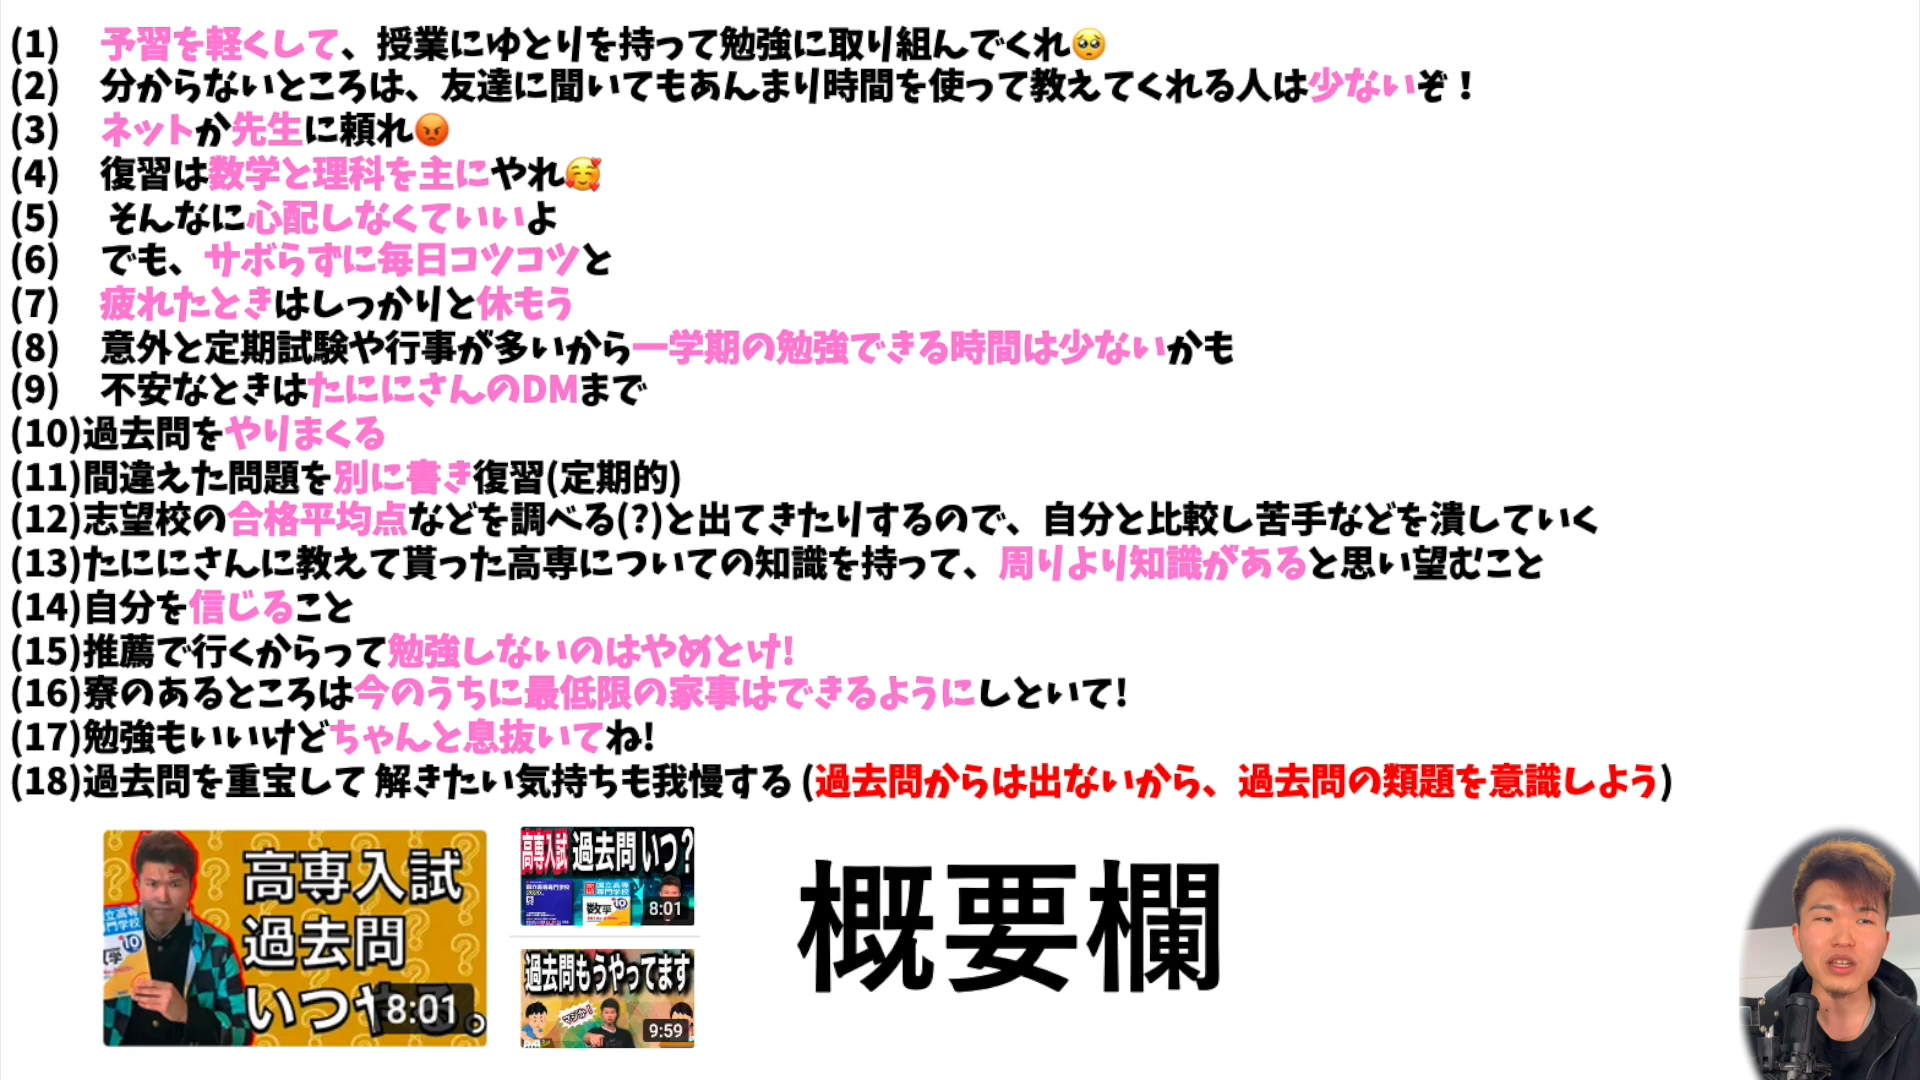 (1) 予習を軽くして、授業にゆとりを持って勉強に取り組んでくれ🥺
(2) 分からないところは、友達に聞いてもあんまり時間を使って教えてくれる人は少ないぞ！
(3) ネットか先生に頼れ😡
(4) 復習は数学と理科を主にやれ🥰
(5) そんなに心配しなくていいよ
(6) でも、サボらずに毎日コツコツと
(7) 疲れたときはしっかりと休もう
(8) 意外と定期試験や行事が多いから一学期の勉強できる時間は少ないかも
(9) 不安なときはたににさんのDMまで
(10)過去問をやりまくる
(11)間違えた問題を別に書き復習(定期的)
(12)志望校の合格平均点などを調べる(?)と出てきたりするので、自分と比較し苦手などを潰していく
(13)たににさんに教えて貰った高専についての知識を持って、周りより知識があると思い望むこと
(14)自分を信じること
(15)推薦で行くからって勉強しないのはやめとけ!
(16)寮のあるところは今のうちに最低限の家事はできるようにしといて!
(17)勉強もいいけどちゃんと息抜いてね!
(18)過去問を重宝して 解きたい気持ちも我慢する (過去問からは出ないから、過去問の類題を意識しよう)
高専入試
過去問
いつや
8:01
高専入試 過去問 いつ？
数学
8:01
過去問もうやってます
9:59
概要欄